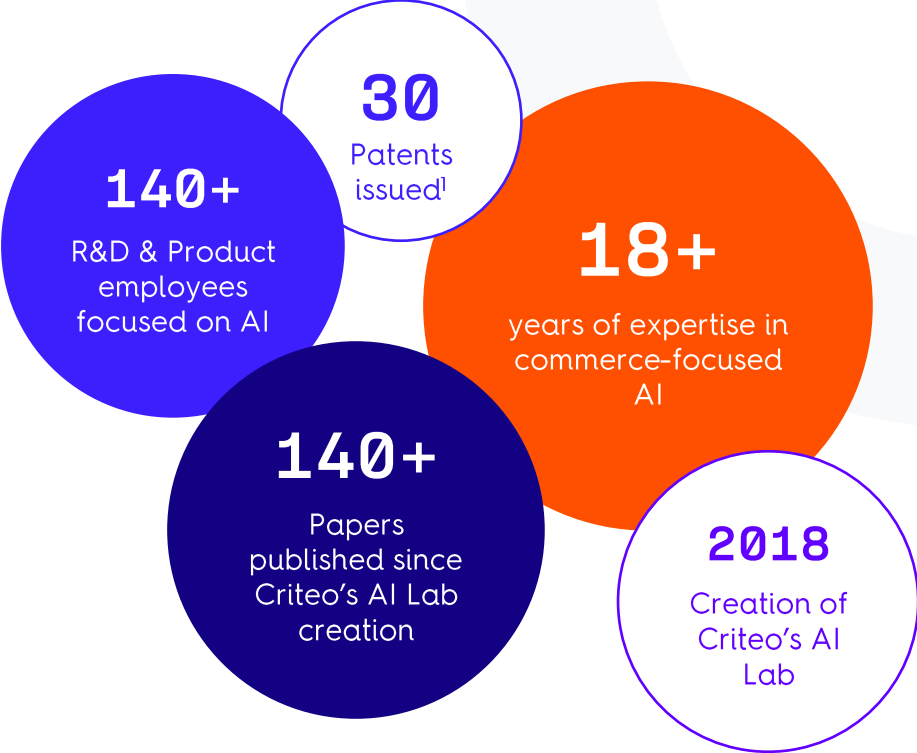 30
Patents
issued¹
140+
R&D & Product
employees
focused on AI
18+
years of expertise in
commerce-focused
AI
140+
Papers
published since
Criteo’s AI Lab
creation
2018
Creation of
Criteo’s AI
Lab